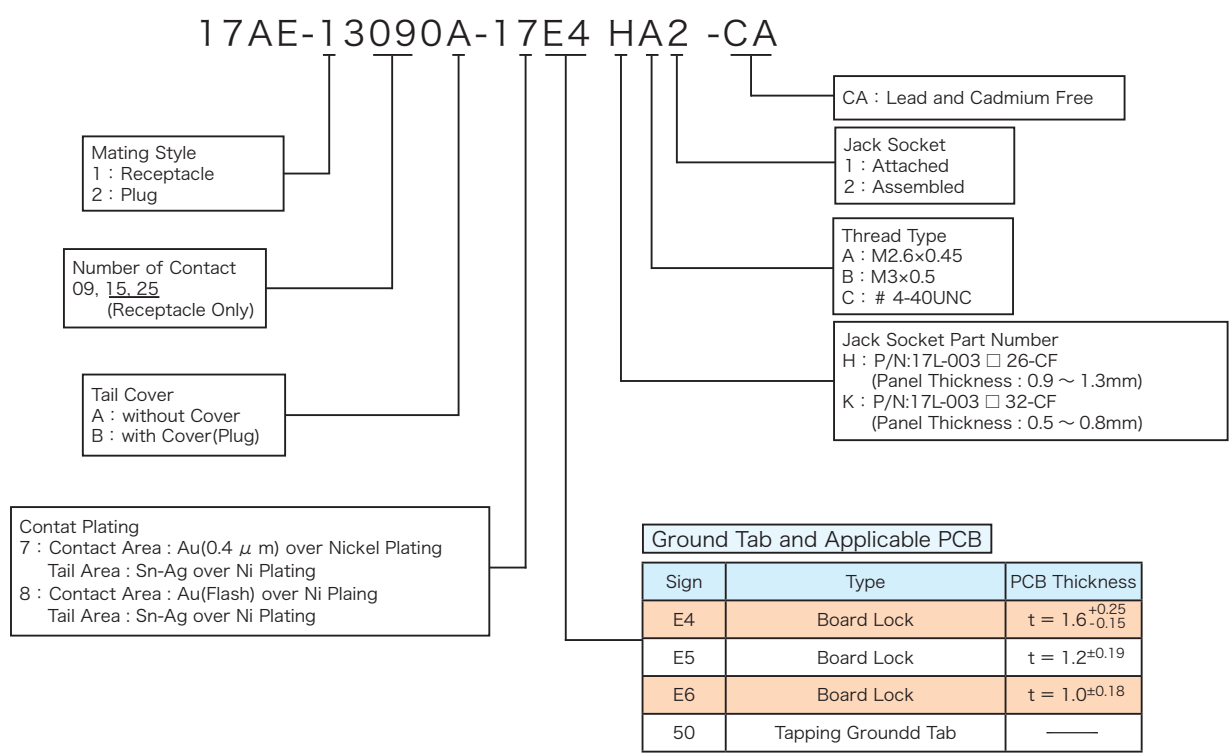 17AE-13090A-17E4 HA2 -CA
CA : Lead and Cadmium Free
Mating Style
1 : Receptacle
2 : Plug
Jack Socket
1 : Attached
2 : Assembled
Number of Contact
09, 15, 25
(Receptacle Only)
Thread Type
A : M2.6×0.45
B : M3×0.5
C : # 4-40UNC
Jack Socket Part Number
H : P/N:17L-003 □ 26-CF
(Panel Thickness : 0.9 ~ 1.3mm)
K : P/N:17L-003 □ 32-CF
(Panel Thickness : 0.5 ~ 0.8mm)
Tail Cover
A : without Cover
B : with Cover(Plug)
Contat Plating
7 : Contact Area : Au(0.4 μ m) over Nickel Plating
Tail Area : Sn-Ag over Ni Plating
8 : Contact Area : Au(Flash) over Ni Plaing
Tail Area : Sn-Ag over Ni Plating
Ground Tab and Applicable PCB
Sign Type PCB Thickness
E4 Board Lock t = 1.6 +0.25 -0.15
E5 Board Lock t = 1.2±0.19
E6 Board Lock t = 1.0±0.18
50 Tapping Groundd Tab ———